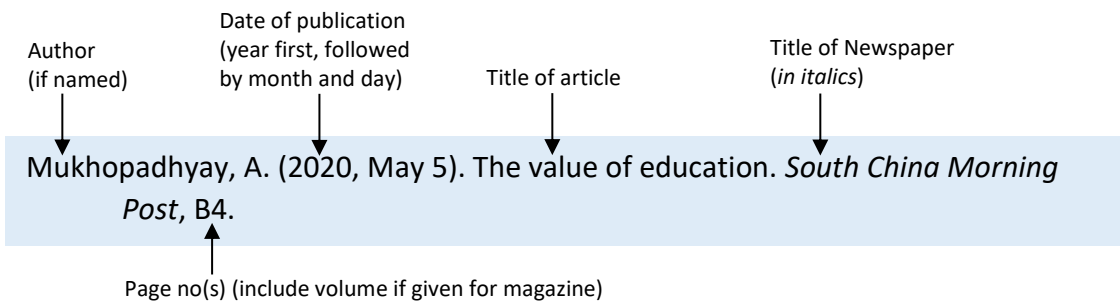 Author
(if named)
Date of publication
(year first, followed
by month and day)
Title of article
Title of Newspaper
(in italics)
Mukhopadhyay, A. (2020, May 5). The value of education. South China Morning
Post, B4.
Page no(s) (include volume if given for magazine)